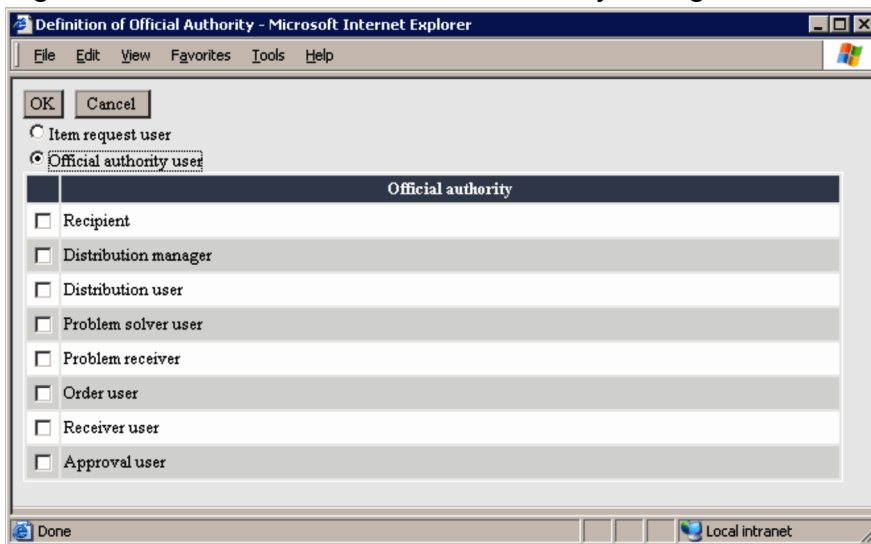 Definition of Official Authority - Microsoft Internet Explorer
File Edit View Favorites Tools Help
OK Cancel
Item request user
Official authority user
Official authority
Recipient
Distribution manager
Distribution user
Problem solver user
Problem receiver
Order user
Receiver user
Approval user
Done Local intranet